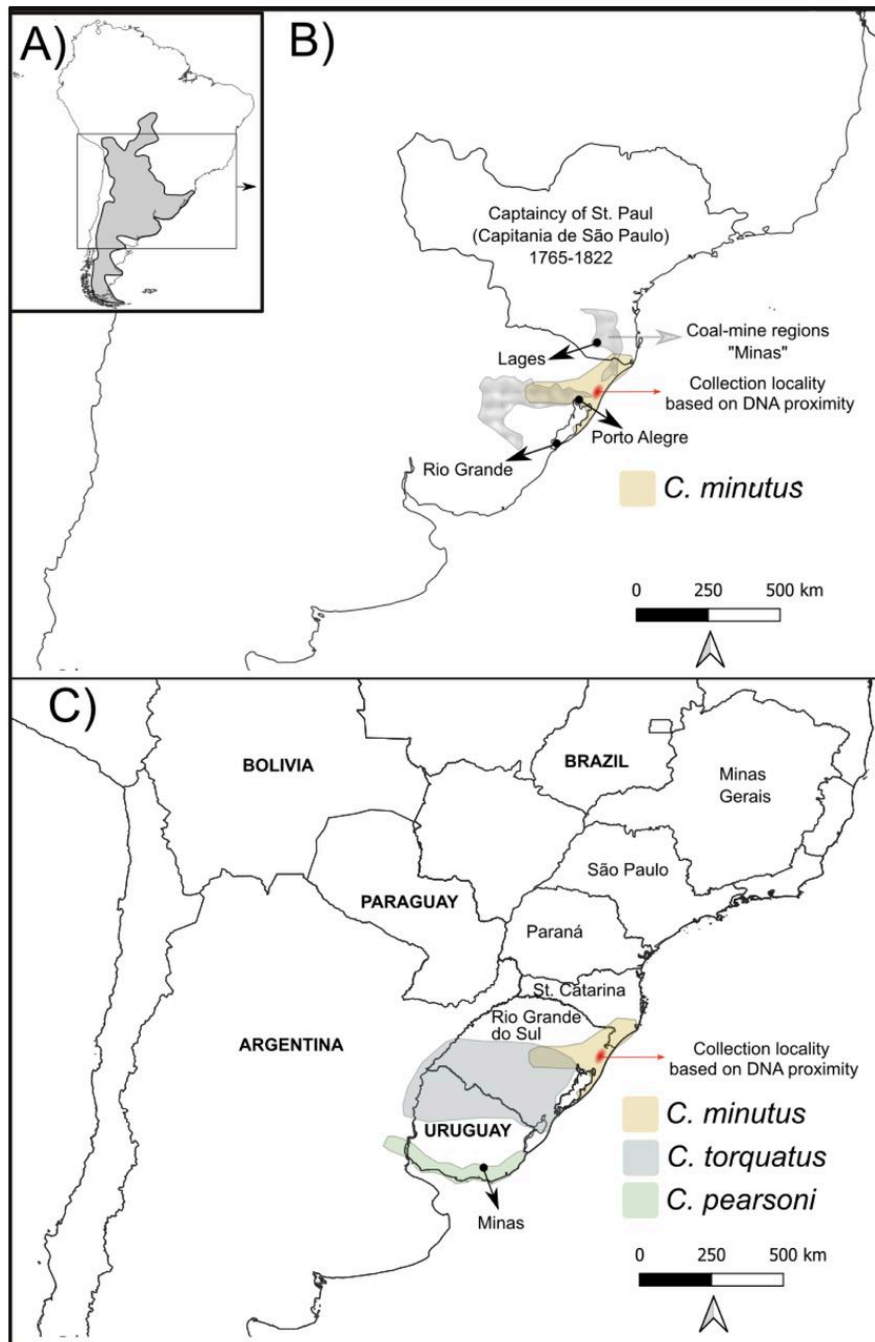 A)
B)
Captaincy of St. Paul
(Capitania de São Paulo)
1765-1822
Coal-mine regions
"Minas"
Lages
Collection locality
based on DNA proximity
Porto Alegre
Rio Grande
C. minutus
0 250 500 km
C)
BOLIVIA
BRAZIL
Minas
Gerais
São Paulo
PARAGUAY
Paraná
St. Catarina
Rio Grande
do Sul
ARGENTINA
Collection locality
based on DNA proximity
C. minutus
URUGUAY
C. torquatus
C. pearsoni
Minas
0 250 500 km